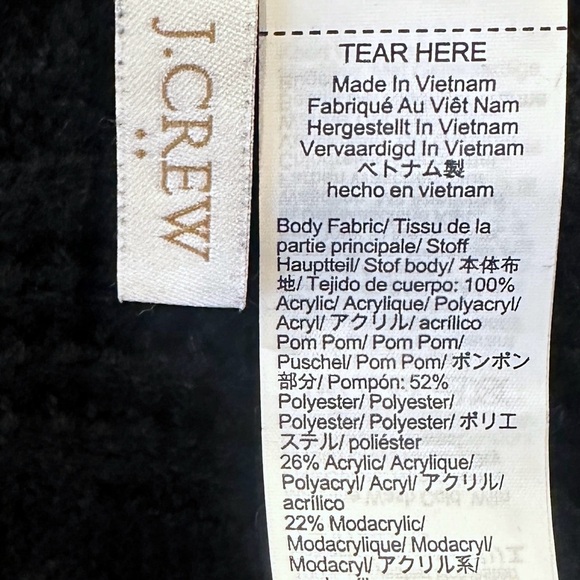 J.CREW
TEAR HERE
Made In Vietnam
Fabriqué Au Viêt Nam
Hergestellt In Vietnam
Vervaardigd In Vietnam
ベトナム製
hecho en vietnam
Body Fabric/ Tissu de la
partie principale/ Stoff
Hauptteil/ Stof body/ 本体布
地/ Tejido de cuerpo: 100%
Acrylic/ Acrylique/ Polyacryl/
Acryl/ アクリル/ acrílico
Pom Pom/ Pom Pom/
Puschel/ Pom Pom/ ポンポン
部分/ Pompón: 52%
Polyester/ Polyester/
Polyester/ Polyester/ ポリエ
ステル/ poliéster
26% Acrylic/ Acrylique/
Polyacryl/ Acryl/ アクリル/
acrílico
22% Modacrylic/
Modacrylique/ Modacryl/
Modacryl/ アクリル系/